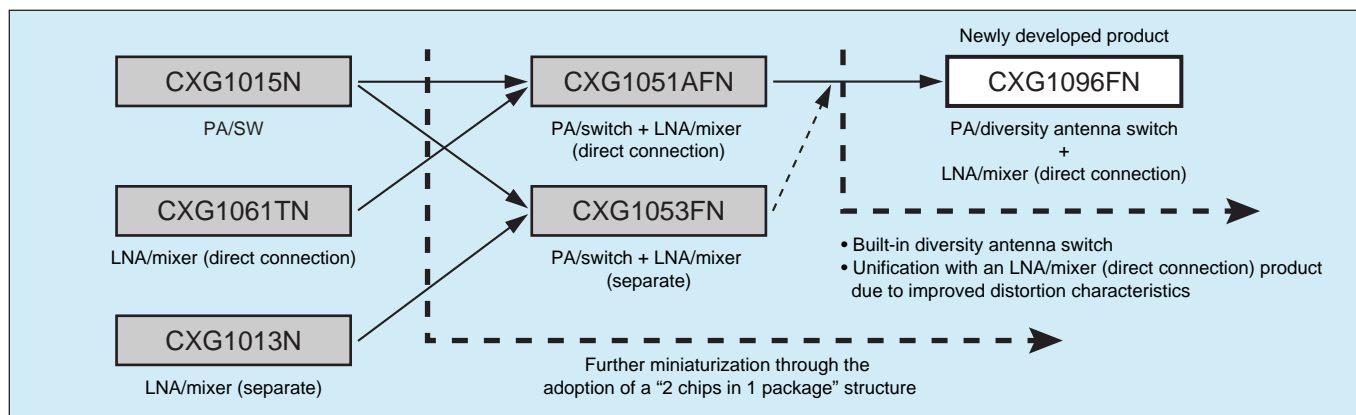 Newly developed product
CXG1015N
CXG1051AFN
CXG1096FN
PA/SW
PA/switch + LNA/mixer
(direct connection)
PA/diversity antenna switch
+
LNA/mixer (direct connection)
CXG1061TN
CXG1053FN
LNA/mixer (direct connection)
PA/switch + LNA/mixer
(separate)
• Built-in diversity antenna switch
• Unification with an LNA/mixer (direct connection) product
due to improved distortion characteristics
CXG1013N
LNA/mixer (separate)
Further miniaturization through the
adoption of a “2 chips in 1 package” structure